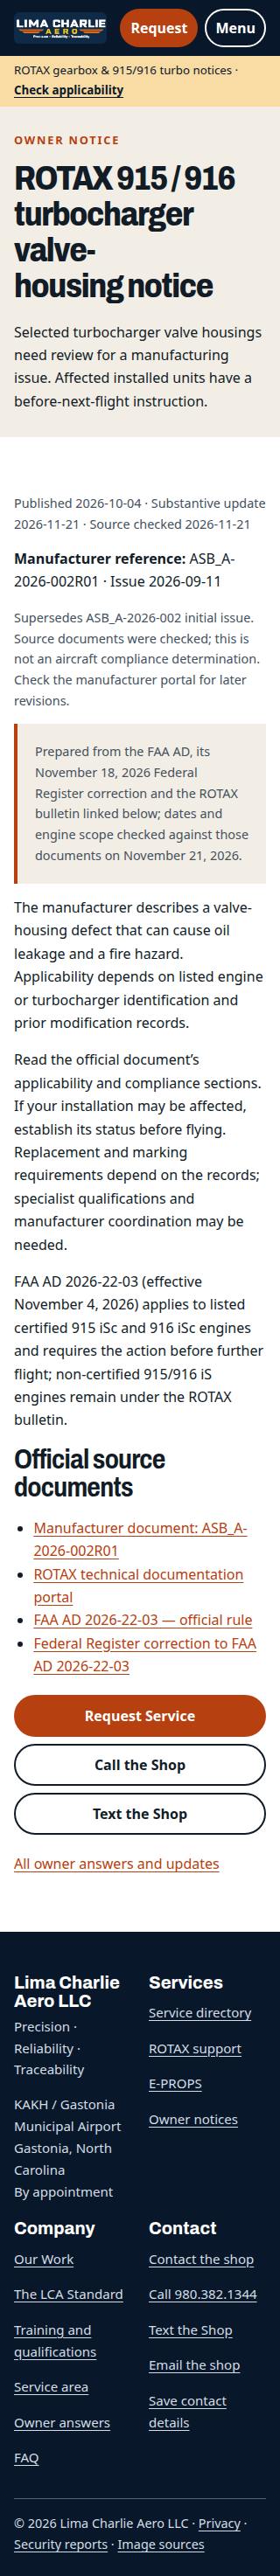 LIMA CHARLIE
AERO
Precision · Reliability · Traceability
Request
Menu
ROTAX gearbox & 915/916 turbo notices ·
Check applicability
OWNER NOTICE
ROTAX 915 / 916
turbocharger
valve-
housing notice
Selected turbocharger valve housings
need review for a manufacturing
issue. Affected installed units have a
before-next-flight instruction.
Published 2026-10-04 · Substantive update
2026-11-21 · Source checked 2026-11-21
Manufacturer reference: ASB_A-
2026-002R01 · Issue 2026-09-11
Supersedes ASB_A-2026-002 initial issue.
Source documents were checked; this is
not an aircraft compliance determination.
Check the manufacturer portal for later
revisions.
Prepared from the FAA AD, its
November 18, 2026 Federal
Register correction and the ROTAX
bulletin linked below; dates and
engine scope checked against those
documents on November 21, 2026.
The manufacturer describes a valve-
housing defect that can cause oil
leakage and a fire hazard.
Applicability depends on listed engine
or turbocharger identification and
prior modification records.
Read the official document’s
applicability and compliance sections.
If your installation may be affected,
establish its status before flying.
Replacement and marking
requirements depend on the records;
specialist qualifications and
manufacturer coordination may be
needed.
FAA AD 2026-22-03 (effective
November 4, 2026) applies to listed
certified 915 iSc and 916 iSc engines
and requires the action before further
flight; non-certified 915/916 iS
engines remain under the ROTAX
bulletin.
Official source
documents
• Manufacturer document: ASB_A-
2026-002R01
• ROTAX technical documentation
portal
• FAA AD 2026-22-03 — official rule
• Federal Register correction to FAA
AD 2026-22-03
Request Service
Call the Shop
Text the Shop
All owner answers and updates
Lima Charlie
Aero LLC
Precision ·
Reliability ·
Traceability
KAKH / Gastonia
Municipal Airport
Gastonia, North
Carolina
By appointment
Services
Service directory
ROTAX support
E-PROPS
Owner notices
Company
Our Work
The LCA Standard
Training and
qualifications
Service area
Owner answers
FAQ
Contact
Contact the shop
Call 980.382.1344
Text the Shop
Email the shop
Save contact
details
© 2026 Lima Charlie Aero LLC · Privacy ·
Security reports · Image sources